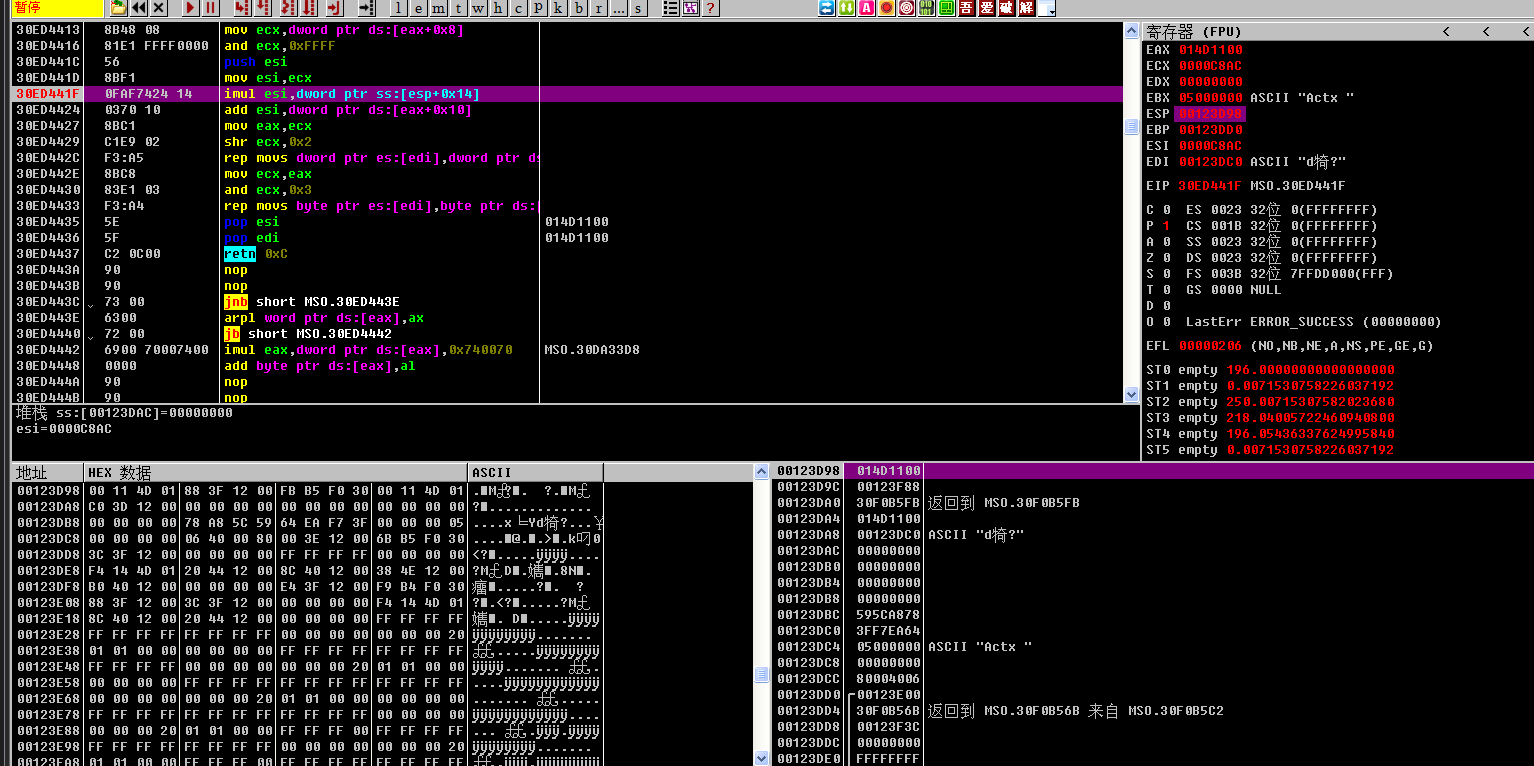 暂停 l e m t w h c p k b r ... s ? 吾 爱 破 解
30ED4413 8B48 08 mov ecx,dword ptr ds:[eax+0x8]
30ED4416 81E1 FFFF0000 and ecx,0xFFFF
30ED441C 56 push esi
30ED441D 8BF1 mov esi,ecx
30ED441F 0FAF7424 14 imul esi,dword ptr ss:[esp+0x14]
30ED4424 0370 10 add esi,dword ptr ds:[eax+0x10]
30ED4427 8BC1 mov eax,ecx
30ED4429 C1E9 02 shr ecx,0x2
30ED442C F3:A5 rep movs dword ptr es:[edi],dword ptr ds
30ED442E 8BC8 mov ecx,eax
30ED4430 83E1 03 and ecx,0x3
30ED4433 F3:A4 rep movs byte ptr es:[edi],byte ptr ds:[
30ED4435 5E pop esi 014D1100
30ED4436 5F pop edi 014D1100
30ED4437 C2 0C00 retn 0xC
30ED443A 90 nop
30ED443B 90 nop
30ED443C 73 00 jnb short MSO.30ED443E
30ED443E 6300 arpl word ptr ds:[eax],ax
30ED4440 72 00 jb short MSO.30ED4442
30ED4442 6900 70007400 imul eax,dword ptr ds:[eax],0x740070 MSO.30DA33D8
30ED4448 0000 add byte ptr ds:[eax],al
30ED444A 90 nop
30ED444B 90 nop
堆栈 ss:[00123DAC]=00000000
esi=0000C8AC
寄存器 (FPU) < < <
EAX 014D1100
ECX 0000C8AC
EDX 00000000
EBX 05000000 ASCII "Actx "
ESP 00123D98
EBP 00123DD0
ESI 0000C8AC
EDI 00123DC0 ASCII "d犄?"
EIP 30ED441F MSO.30ED441F
C 0 ES 0023 32位 0(FFFFFFFF)
P 1 CS 001B 32位 0(FFFFFFFF)
A 0 SS 0023 32位 0(FFFFFFFF)
Z 0 DS 0023 32位 0(FFFFFFFF)
S 0 FS 003B 32位 7FFDD000(FFF)
T 0 GS 0000 NULL
D 0
O 0 LastErr ERROR_SUCCESS (00000000)
EFL 00000206 (NO,NB,NE,A,NS,PE,GE,G)
ST0 empty 196.00000000000000000
ST1 empty 0.0071530758226037192
ST2 empty 250.00715307582023680
ST3 empty 218.04005722460940800
ST4 empty 196.05436337624995840
ST5 empty 0.0071530758226037192
地址 HEX 数据 ASCII
00123D98 00 11 4D 01 88 3F 12 00 FB B5 F0 30 00 11 4D 01
00123DA8 C0 3D 12 00 00 00 00 00 00 00 00 00 00 00 00 00
00123DB8 00 00 00 00 78 A8 5C 59 64 EA F7 3F 00 00 00 05
00123DC8 00 00 00 00 06 40 00 80 00 3E 12 00 6B B5 F0 30
00123DD8 3C 3F 12 00 00 00 00 00 FF FF FF FF 00 00 00 00
00123DE8 F4 14 4D 01 20 44 12 00 8C 40 12 00 38 4E 12 00
00123DF8 B0 40 12 00 00 00 00 00 E4 3F 12 00 F9 B4 F0 30
00123E08 88 3F 12 00 3C 3F 12 00 00 00 00 00 F4 14 4D 01
00123E18 8C 40 12 00 20 44 12 00 00 00 00 00 FF FF FF FF
00123E28 FF FF FF FF FF FF FF FF 00 00 00 00 00 00 00 20
00123E38 01 01 00 00 00 00 00 00 FF FF FF FF FF FF FF FF
00123E48 FF FF FF FF 00 00 00 00 00 00 00 20 01 01 00 00
00123E58 00 00 00 00 FF FF FF FF FF FF FF FF FF FF FF FF
00123E68 00 00 00 00 00 00 00 20 01 01 00 00 00 00 00 00
00123E78 FF FF FF FF FF FF FF FF FF FF FF FF 00 00 00 00
00123E88 00 00 00 20 01 01 00 00 FF FF FF 00 FF FF FF FF
00123E98 FF FF FF FF FF FF FF FF 00 00 00 00 00 00 00 20
00123EA8 01 01 00 00 FF FF FF 00 FF FF FF FF FF FF FF FF
00123D98 014D1100
00123D9C 00123F88
00123DA0 30F0B5FB 返回到 MSO.30F0B5FB
00123DA4 014D1100
00123DA8 00123DC0 ASCII "d犄?"
00123DAC 00000000
00123DB0 00000000
00123DB4 00000000
00123DB8 00000000
00123DBC 595CA878
00123DC0 3FF7EA64
00123DC4 05000000 ASCII "Actx "
00123DC8 00000000
00123DCC 80004006
00123DD0 00123E00
00123DD4 30F0B56B 返回到 MSO.30F0B56B 来自 MSO.30F0B5C2
00123DD8 00123F3C
00123DDC 00000000
00123DE0 FFFFFFFF